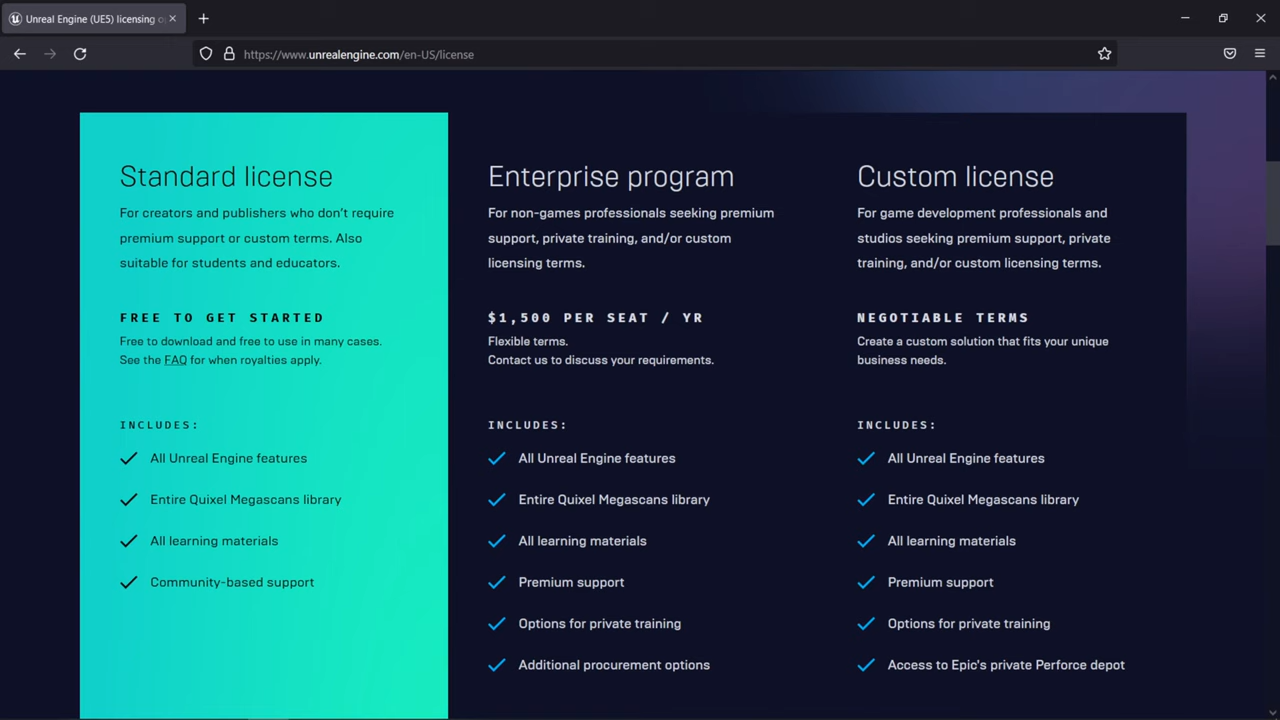 Unreal Engine (UE5) licensing o
https://www.unrealengine.com/en-US/license
Standard license
For creators and publishers who don’t require
premium support or custom terms. Also
suitable for students and educators.
FREE TO GET STARTED
Free to download and free to use in many cases.
See the FAQ for when royalties apply.
INCLUDES:
All Unreal Engine features
Entire Quixel Megascans library
All learning materials
Community-based support
Enterprise program
For non-games professionals seeking premium
support, private training, and/or custom
licensing terms.
$1,500 PER SEAT / YR
Flexible terms.
Contact us to discuss your requirements.
INCLUDES:
All Unreal Engine features
Entire Quixel Megascans library
All learning materials
Premium support
Options for private training
Additional procurement options
Custom license
For game development professionals and
studios seeking premium support, private
training, and/or custom licensing terms.
NEGOTIABLE TERMS
Create a custom solution that fits your unique
business needs.
INCLUDES:
All Unreal Engine features
Entire Quixel Megascans library
All learning materials
Premium support
Options for private training
Access to Epic’s private Perforce depot